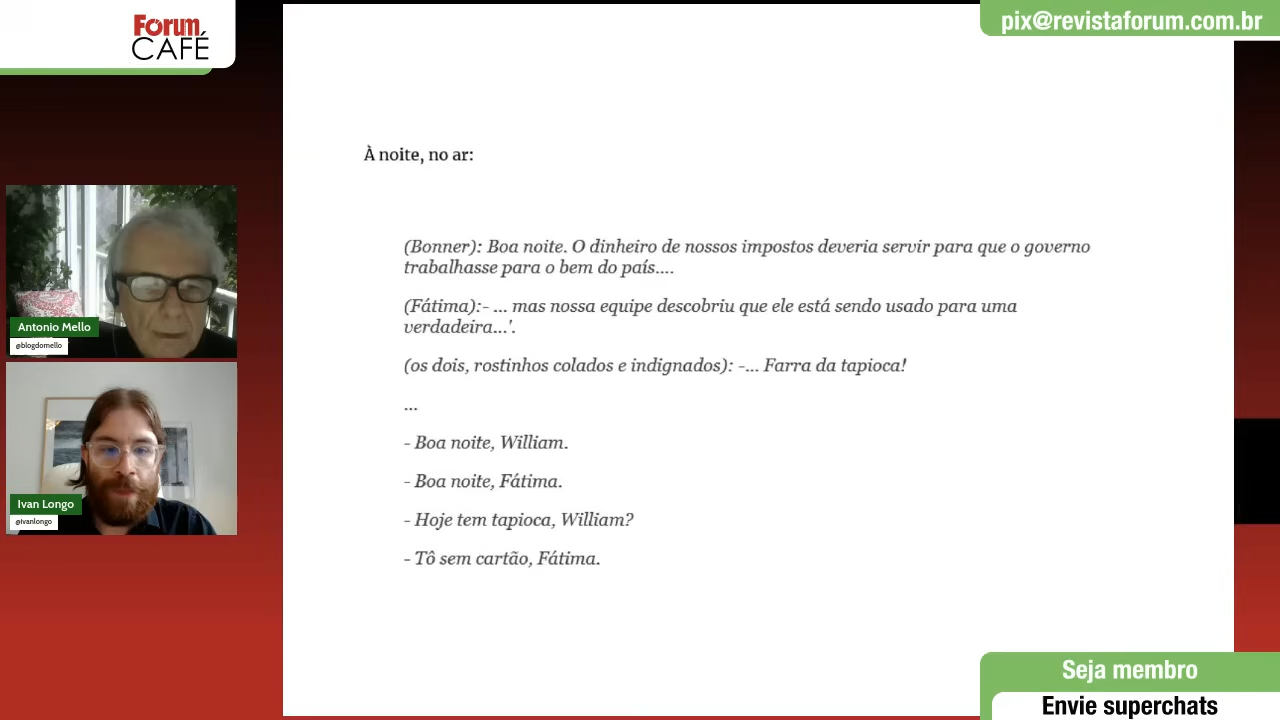 Fórum
CAFÉ
pix@revistaforum.com.br
À noite, no ar:
(Bonner): Boa noite. O dinheiro de nossos impostos deveria servir para que o governo
trabalhasse para o bem do país....
(Fátima):- ... mas nossa equipe descobriu que ele está sendo usado para uma
verdadeira...'.
(os dois, rostinhos colados e indignados): -... Farra da tapioca!
...
- Boa noite, William.
- Boa noite, Fátima.
- Hoje tem tapioca, William?
- Tô sem cartão, Fátima.
Antonio Mello
@blogdomello
Ivan Longo
@ivanlongo
Seja membro
Envie superchats